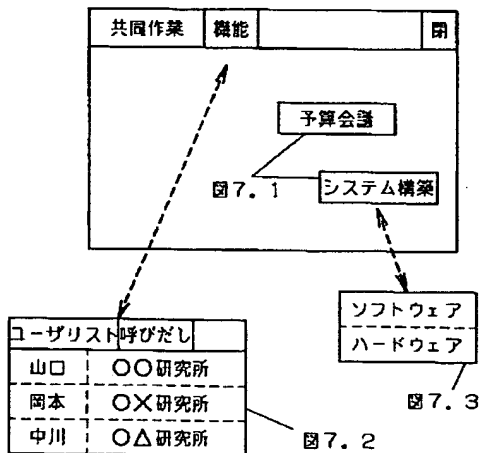 共同作業 機能 閉
予算会議
図7. 1
システム構築
ソフトウェア
ハードウェア
図7. 3
ユーザリスト 呼びだし
山口 〇〇研究所
岡本 〇×研究所
中川 〇△研究所
図7. 2